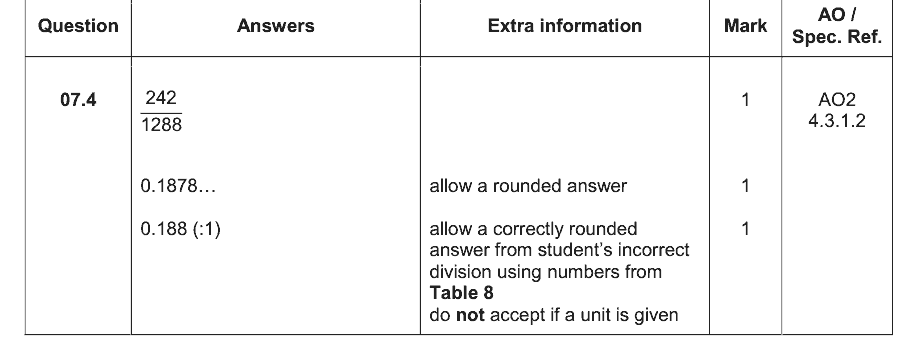 Question Answers Extra information Mark AO /
Spec. Ref.
07.4 242 1 AO2
1288 4.3.1.2
0.1878... allow a rounded answer 1
0.188 (:1) allow a correctly rounded 1
answer from student's incorrect
division using numbers from
Table 8
do not accept if a unit is given